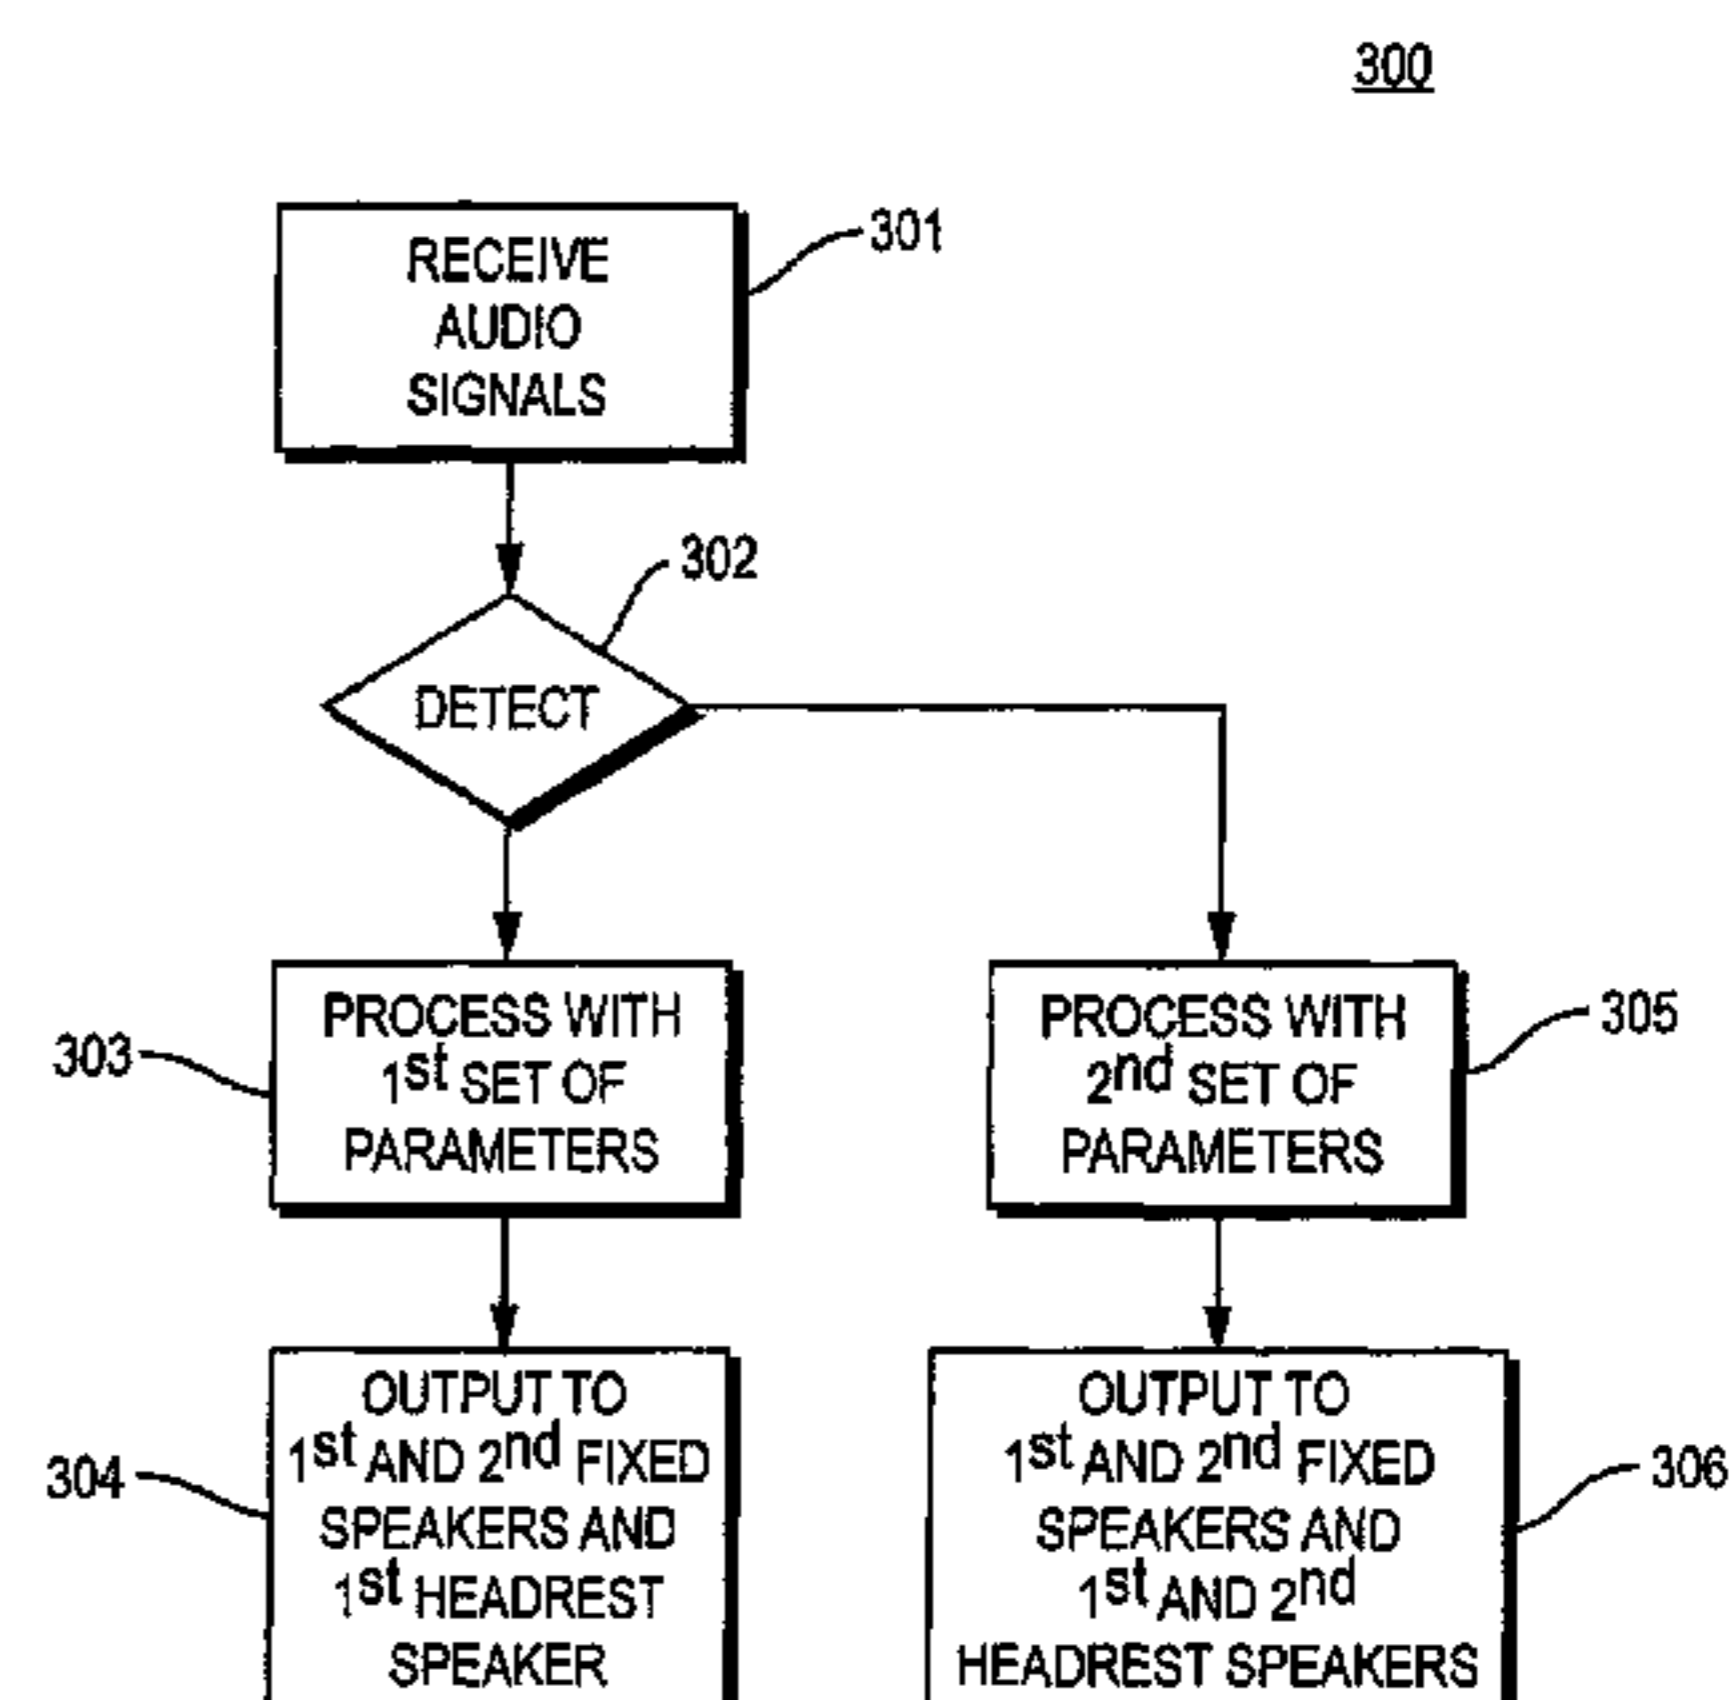 300
RECEIVE
AUDIO
SIGNALS
301
302
DETECT
303
PROCESS WITH
1st SET OF
PARAMETERS
PROCESS WITH
2nd SET OF
PARAMETERS
305
304
OUTPUT TO
1st AND 2nd FIXED
SPEAKERS AND
1st HEADREST
SPEAKER
OUTPUT TO
1st AND 2nd FIXED
SPEAKERS AND
1st AND 2nd
HEADREST SPEAKERS
306